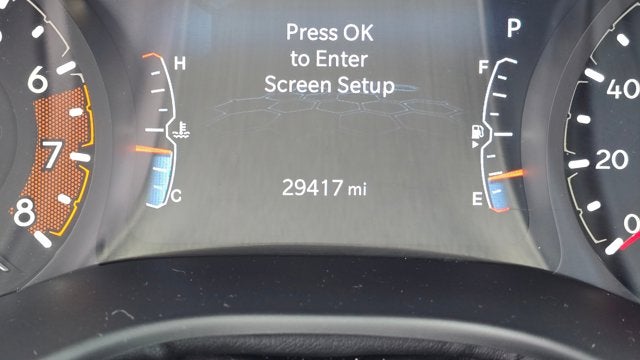 Press OK
to Enter
Screen Setup
P
H
F
6
7
8
C
E
29417 mi
40
20
0